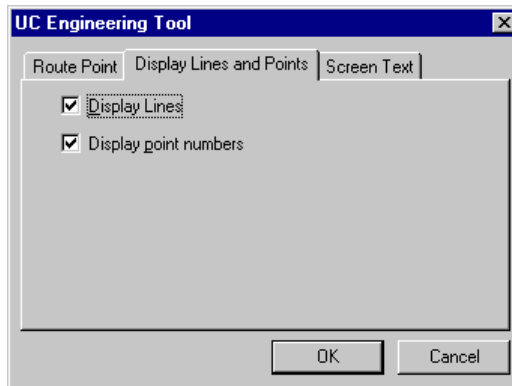 UC Engineering Tool
Route Point Display Lines and Points Screen Text
Display Lines
Display point numbers
OK Cancel